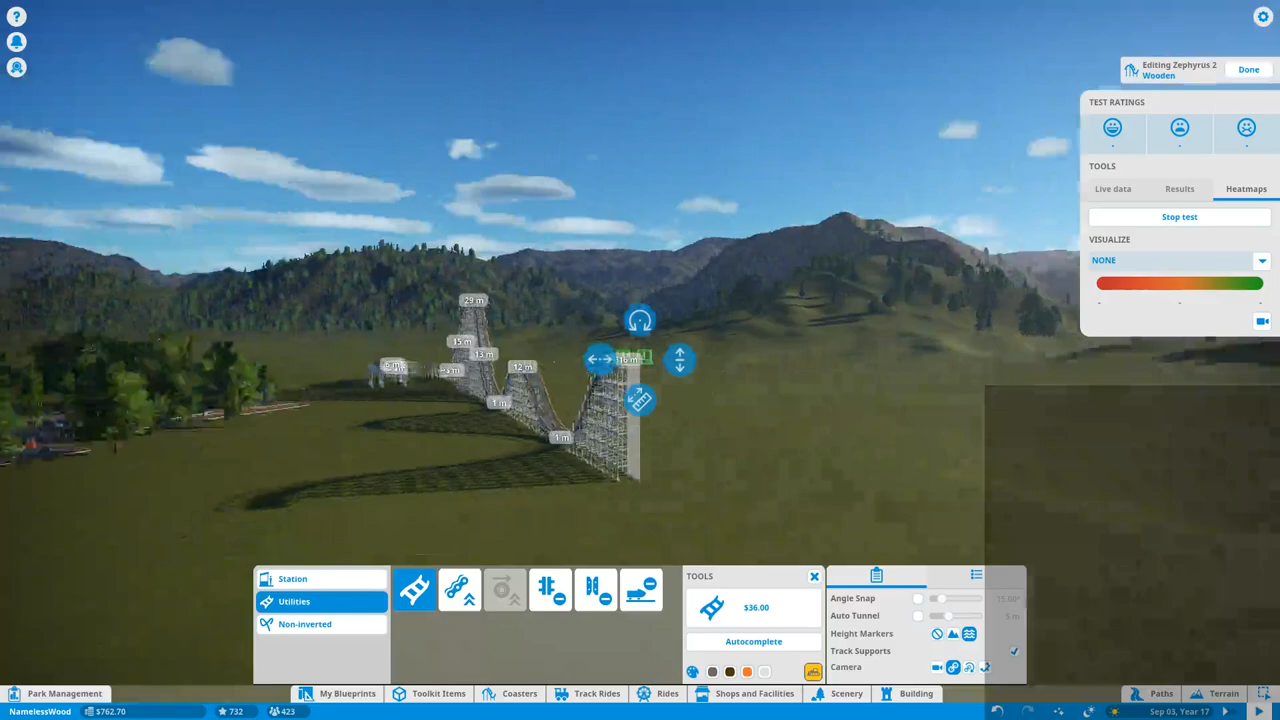 ?
Editing Zephyrus 2
Wooden
Done
TEST RATINGS
- - -
TOOLS
Live data
Results
Heatmaps
Stop test
VISUALIZE
NONE
- - -
29 m
15 m
13 m
12 m
16 m
1 m
1 m
Station
Utilities
Non-inverted
TOOLS
$36.00
Autocomplete
Angle Snap
15.00°
Auto Tunnel
5 m
Height Markers
Track Supports
Camera
Park Management
My Blueprints
Toolkit Items
Coasters
Track Rides
Rides
Shops and Facilities
Scenery
Building
Paths
Terrain
NamelessWood
$762.70
732
423
Sep 03, Year 17